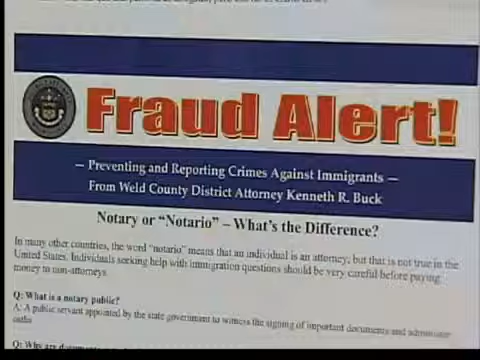 Fraud Alert!
— Preventing and Reporting Crimes Against Immigrants —
From Weld County District Attorney Kenneth R. Buck
Notary or “Notario” – What's the Difference?
In many other countries, the word “notario” means that an individual is an attorney, but that is not true in the
United States. Individuals seeking help with immigration questions should be very careful before paying
money to non-attorneys.
Q: What is a notary public?
A: A public servant appointed by the state government to witness the signing of important documents and administer
oaths
Q: Why are